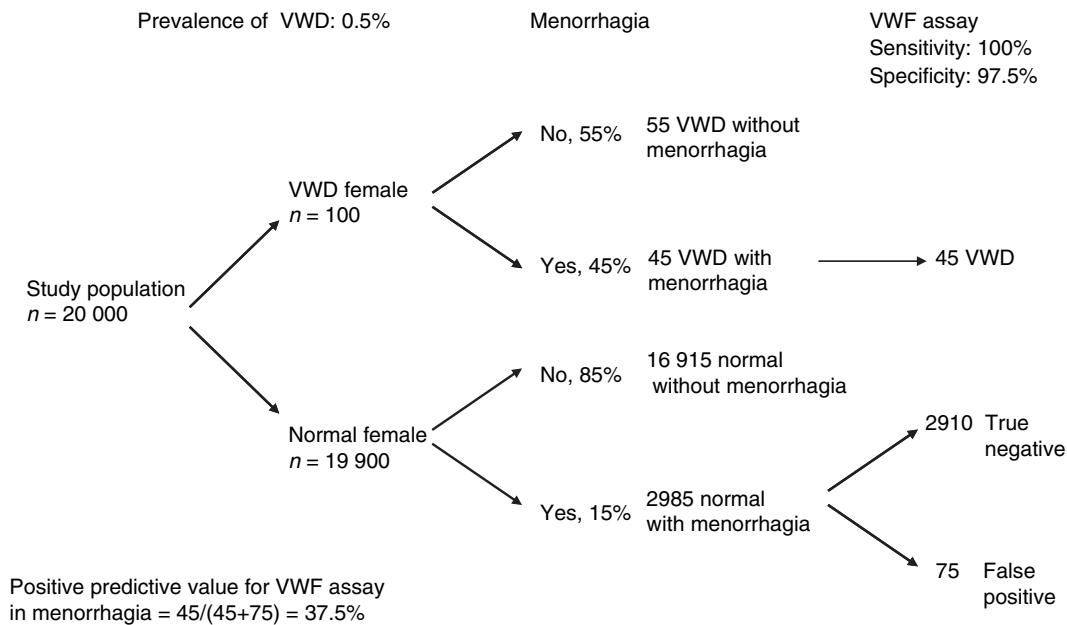 Prevalence of VWD: 0.5%
Menorrhagia
VWF assay
Sensitivity: 100%
Specificity: 97.5%
No, 55%
55 VWD without
menorrhagia
VWD female
n = 100
Yes, 45%
45 VWD with
menorrhagia
45 VWD
Study population
n = 20 000
No, 85%
16 915 normal
without menorrhagia
Normal female
n = 19 900
2910 True
negative
Yes, 15%
2985 normal
with menorrhagia
75 False
positive
Positive predictive value for VWF assay
in menorrhagia = 45/(45+75) = 37.5%